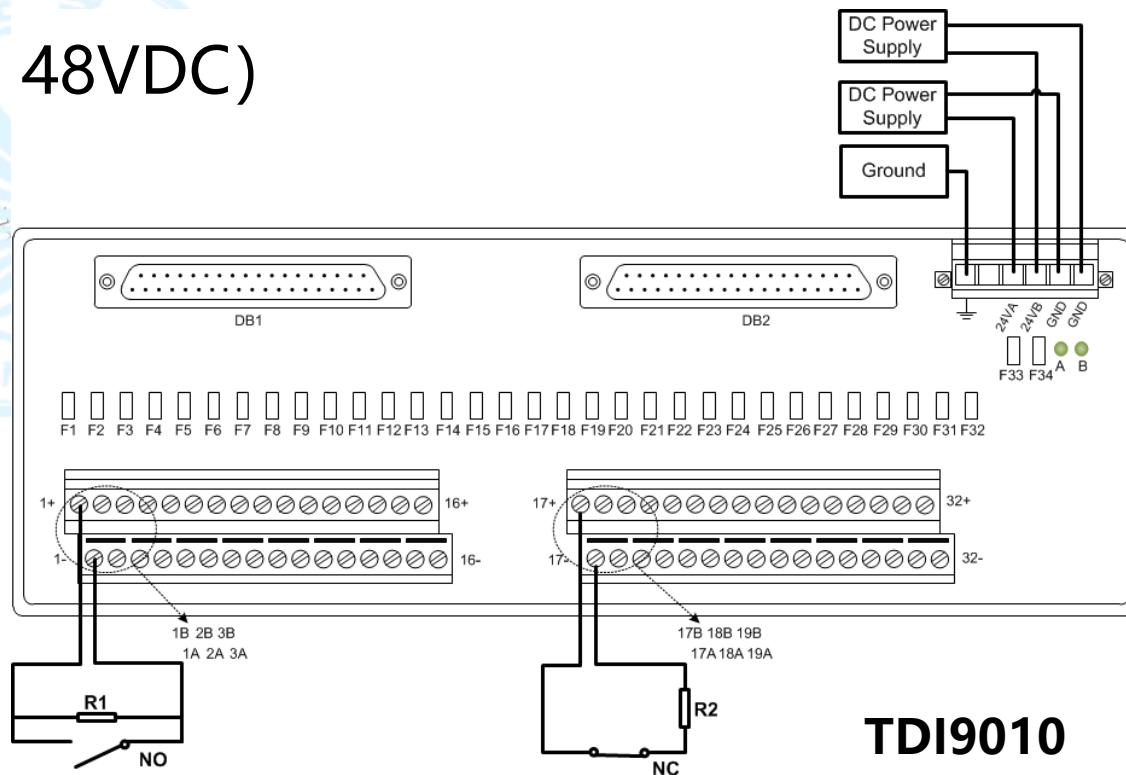 48VDC)
DC Power
Supply
DC Power
Supply
Ground
DB1
DB2
24VA 24VB GND GND
F33 F34 A B
F1 F2 F3 F4 F5 F6 F7 F8 F9 F10 F11 F12 F13 F14 F15 F16 F17 F18 F19 F20 F21 F22 F23 F24 F25 F26 F27 F28 F29 F30 F31 F32
1+ 16+ 17+ 32+
1- 16- 17- 32-
1B 2B 3B
1A 2A 3A
17B 18B 19B
17A 18A 19A
R1
NO
R2
NC
TDI9010